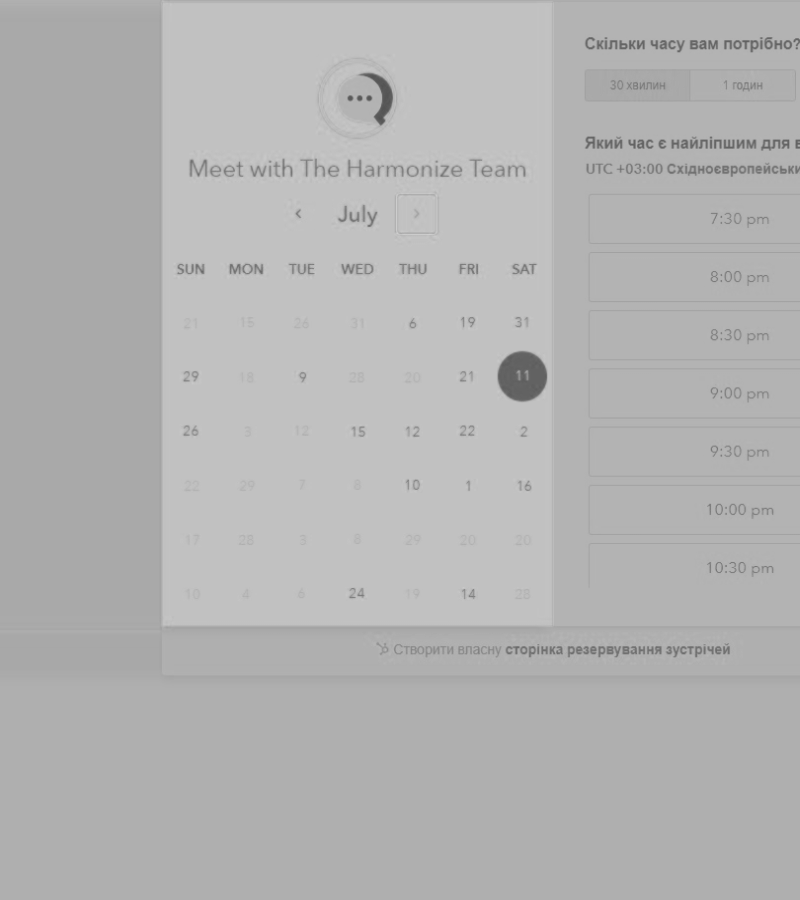 Meet with The Harmonize Team
July
SUN MON TUE WED THU FRI SAT
21 15 26 31 6 19 31
29 18 9 28 20 21 11
26 3 12 15 12 22 2
22 29 7 8 10 1 16
17 28 3 8 29 20 20
10 4 6 24 19 14 28
Скільки часу вам потрібно?
30 хвилин 1 годин
Який час є найліпшим для в
UTC +03:00 Східноєвропейськи
7:30 pm
8:00 pm
8:30 pm
9:00 pm
9:30 pm
10:00 pm
10:30 pm
Створити власну сторінка резервування зустрічей